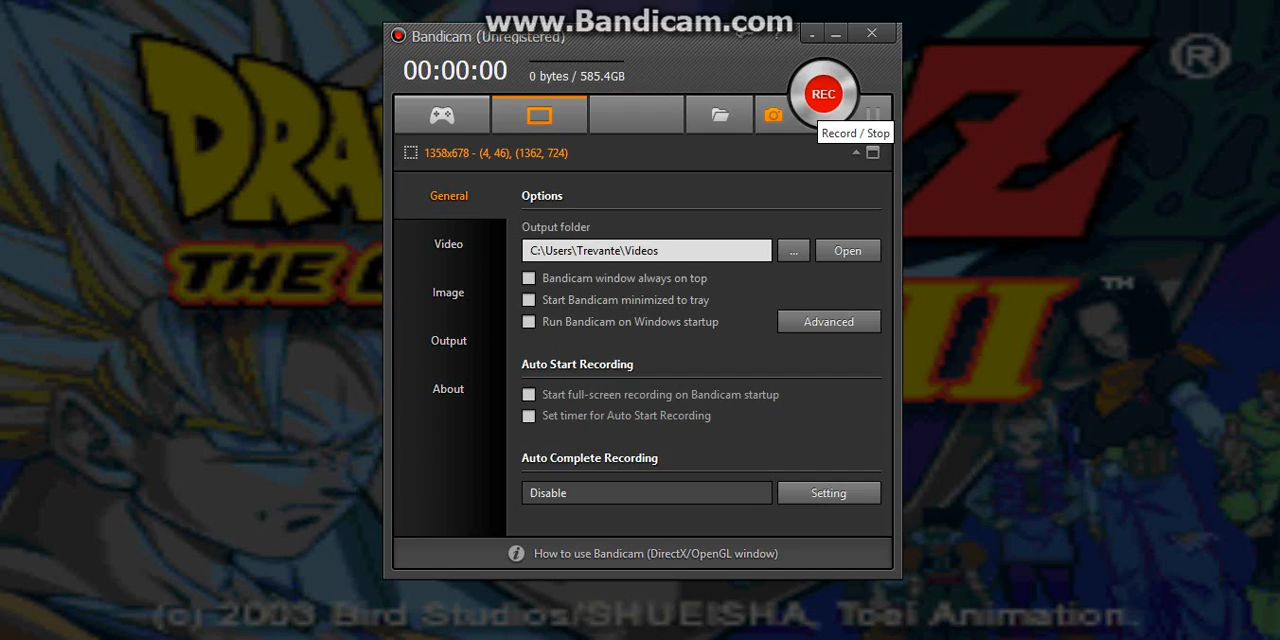 www.Bandicam.com
Bandicam (Unregistered)
00:00:00
0 bytes / 585.4GB
REC
Record / Stop
1358x678 - (4, 46), (1362, 724)
General
Video
Image
Output
About
Options
Output folder
C:\Users\Trevante\Videos
...
Open
Bandicam window always on top
Start Bandicam minimized to tray
Run Bandicam on Windows startup
Advanced
Auto Start Recording
Start full-screen recording on Bandicam startup
Set timer for Auto Start Recording
Auto Complete Recording
Disable
Setting
How to use Bandicam (DirectX/OpenGL window)
DRA Z ®
THE II ™
(c) 2003 Bird Studios/SHUEISHA, Toei Animation.